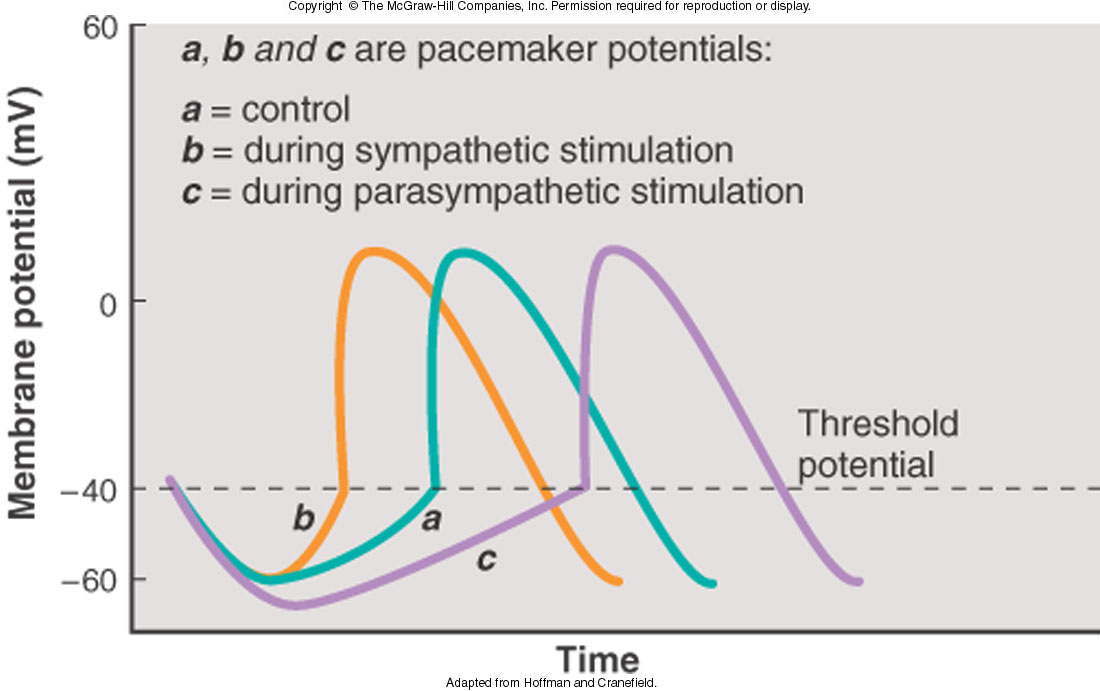 Copyright © The McGraw-Hill Companies, Inc. Permission required for reproduction or display.
60
a, b and c are pacemaker potentials:
a = control
b = during sympathetic stimulation
c = during parasympathetic stimulation
Membrane potential (mV)
0
Threshold
potential
–40
b
a
c
–60
Time
Adapted from Hoffman and Cranefield.